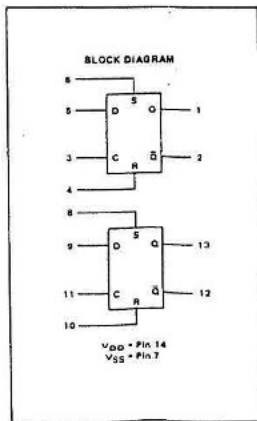 BLOCK DIAGRAM
6
S
5 D Q 1
3 C Q̅ 2
R
4
8
S
9 D Q 13
11 C Q̅ 12
R
10
VDD = Pin 14
VSS = Pin 7